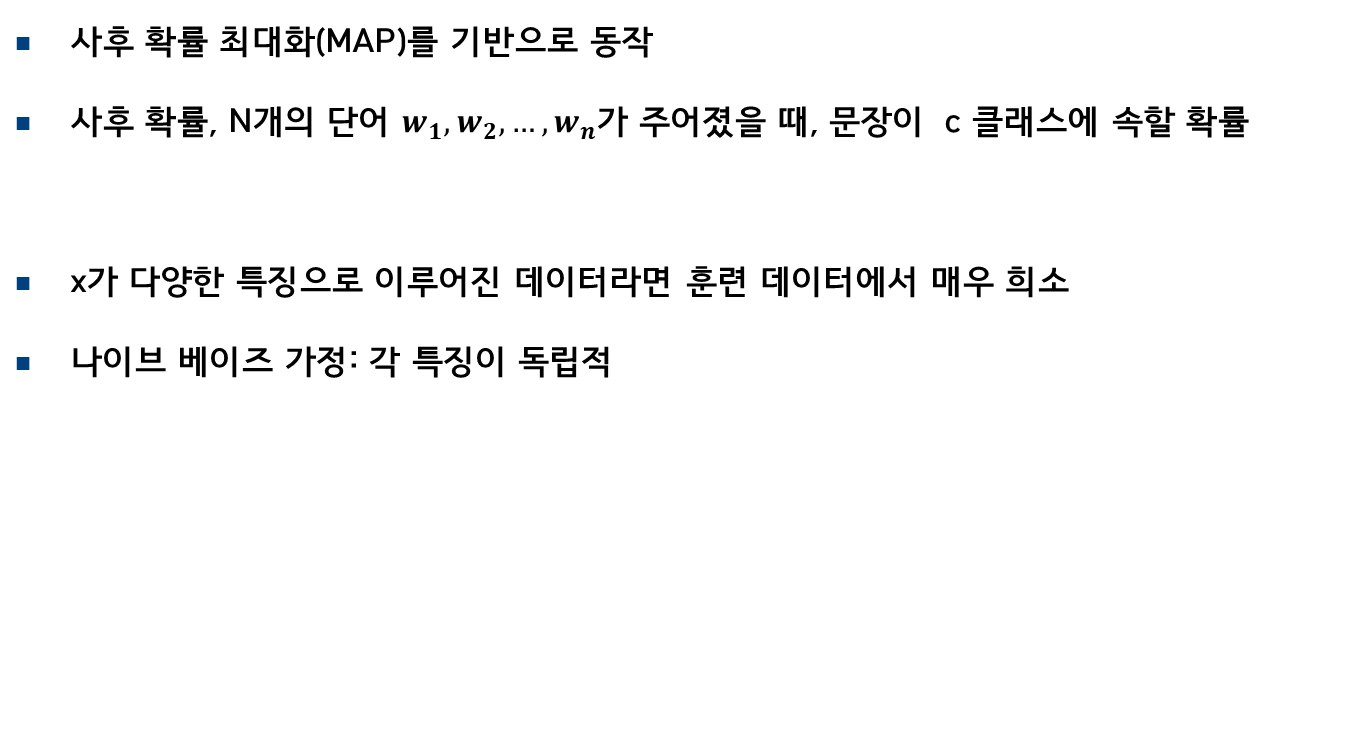 ▪ 사후 확률 최대화(MAP)를 기반으로 동작
▪ 사후 확률, N개의 단어 𝒘₁, 𝒘₂, … , 𝒘ₙ가 주어졌을 때, 문장이 c 클래스에 속할 확률
▪ x가 다양한 특징으로 이루어진 데이터라면 훈련 데이터에서 매우 희소
▪ 나이브 베이즈 가정: 각 특징이 독립적